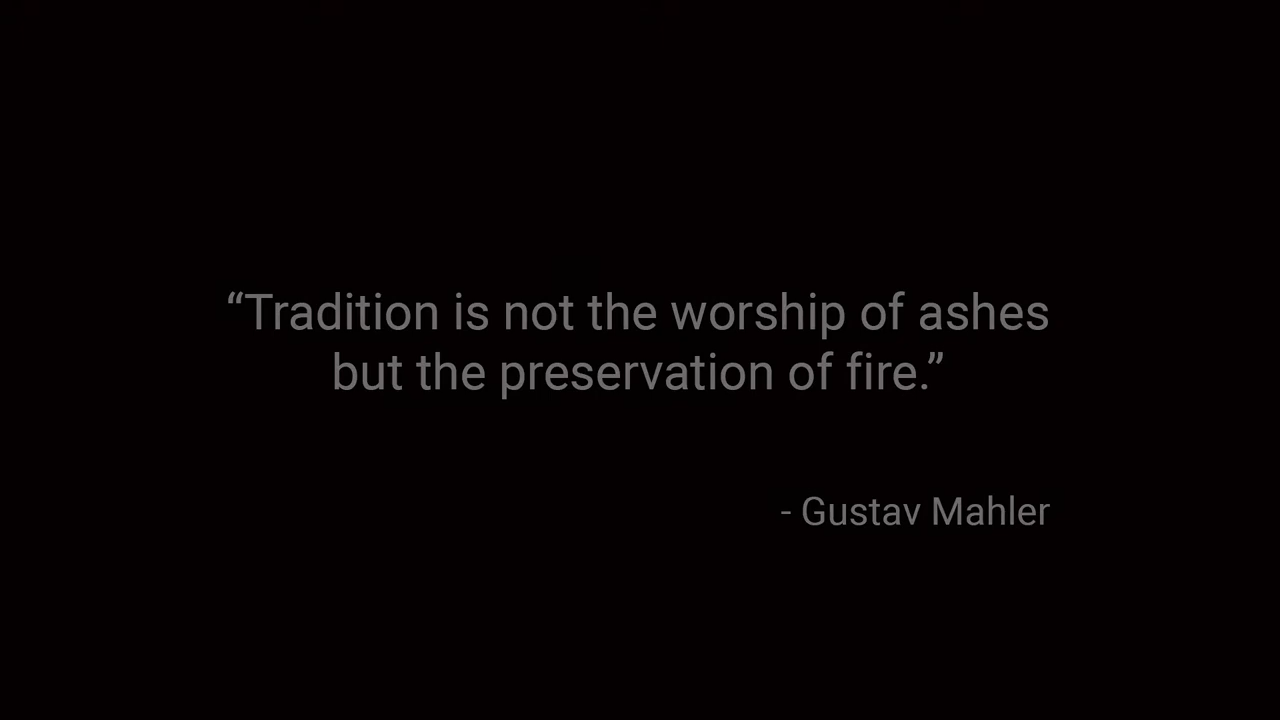 “Tradition is not the worship of ashes
but the preservation of fire.”
- Gustav Mahler